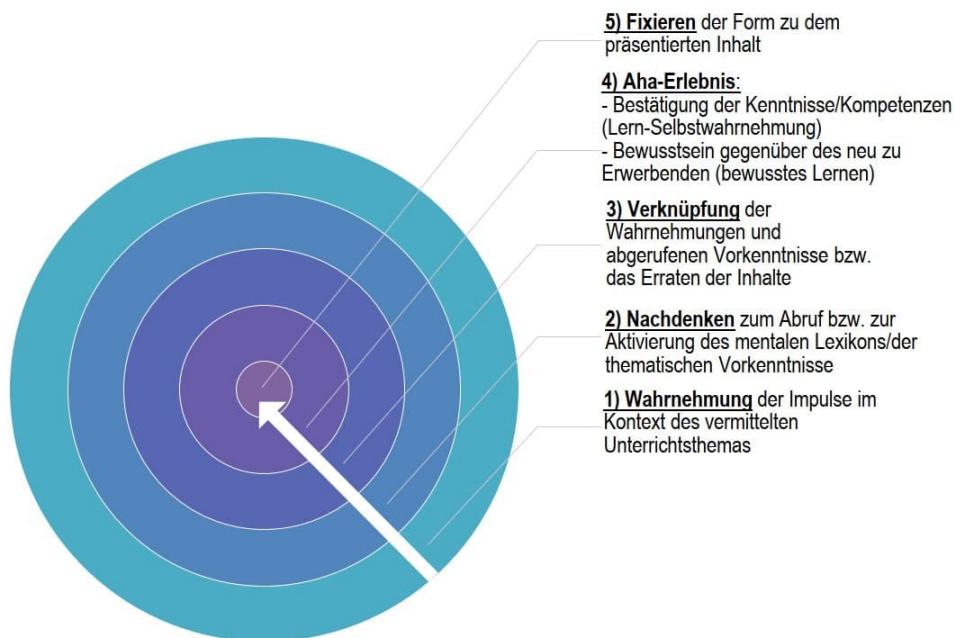 5) Fixieren der Form zu dem
präsentierten Inhalt
4) Aha-Erlebnis:
- Bestätigung der Kenntnisse/Kompetenzen
(Lern-Selbstwahrnehmung)
- Bewusstsein gegenüber des neu zu
Erwerbenden (bewusstes Lernen)
3) Verknüpfung der
Wahrnehmungen und
abgerufenen Vorkenntnisse bzw.
das Erraten der Inhalte
2) Nachdenken zum Abruf bzw. zur
Aktivierung des mentalen Lexikons/der
thematischen Vorkenntnisse
1) Wahrnehmung der Impulse im
Kontext des vermittelten
Unterrichtsthemas